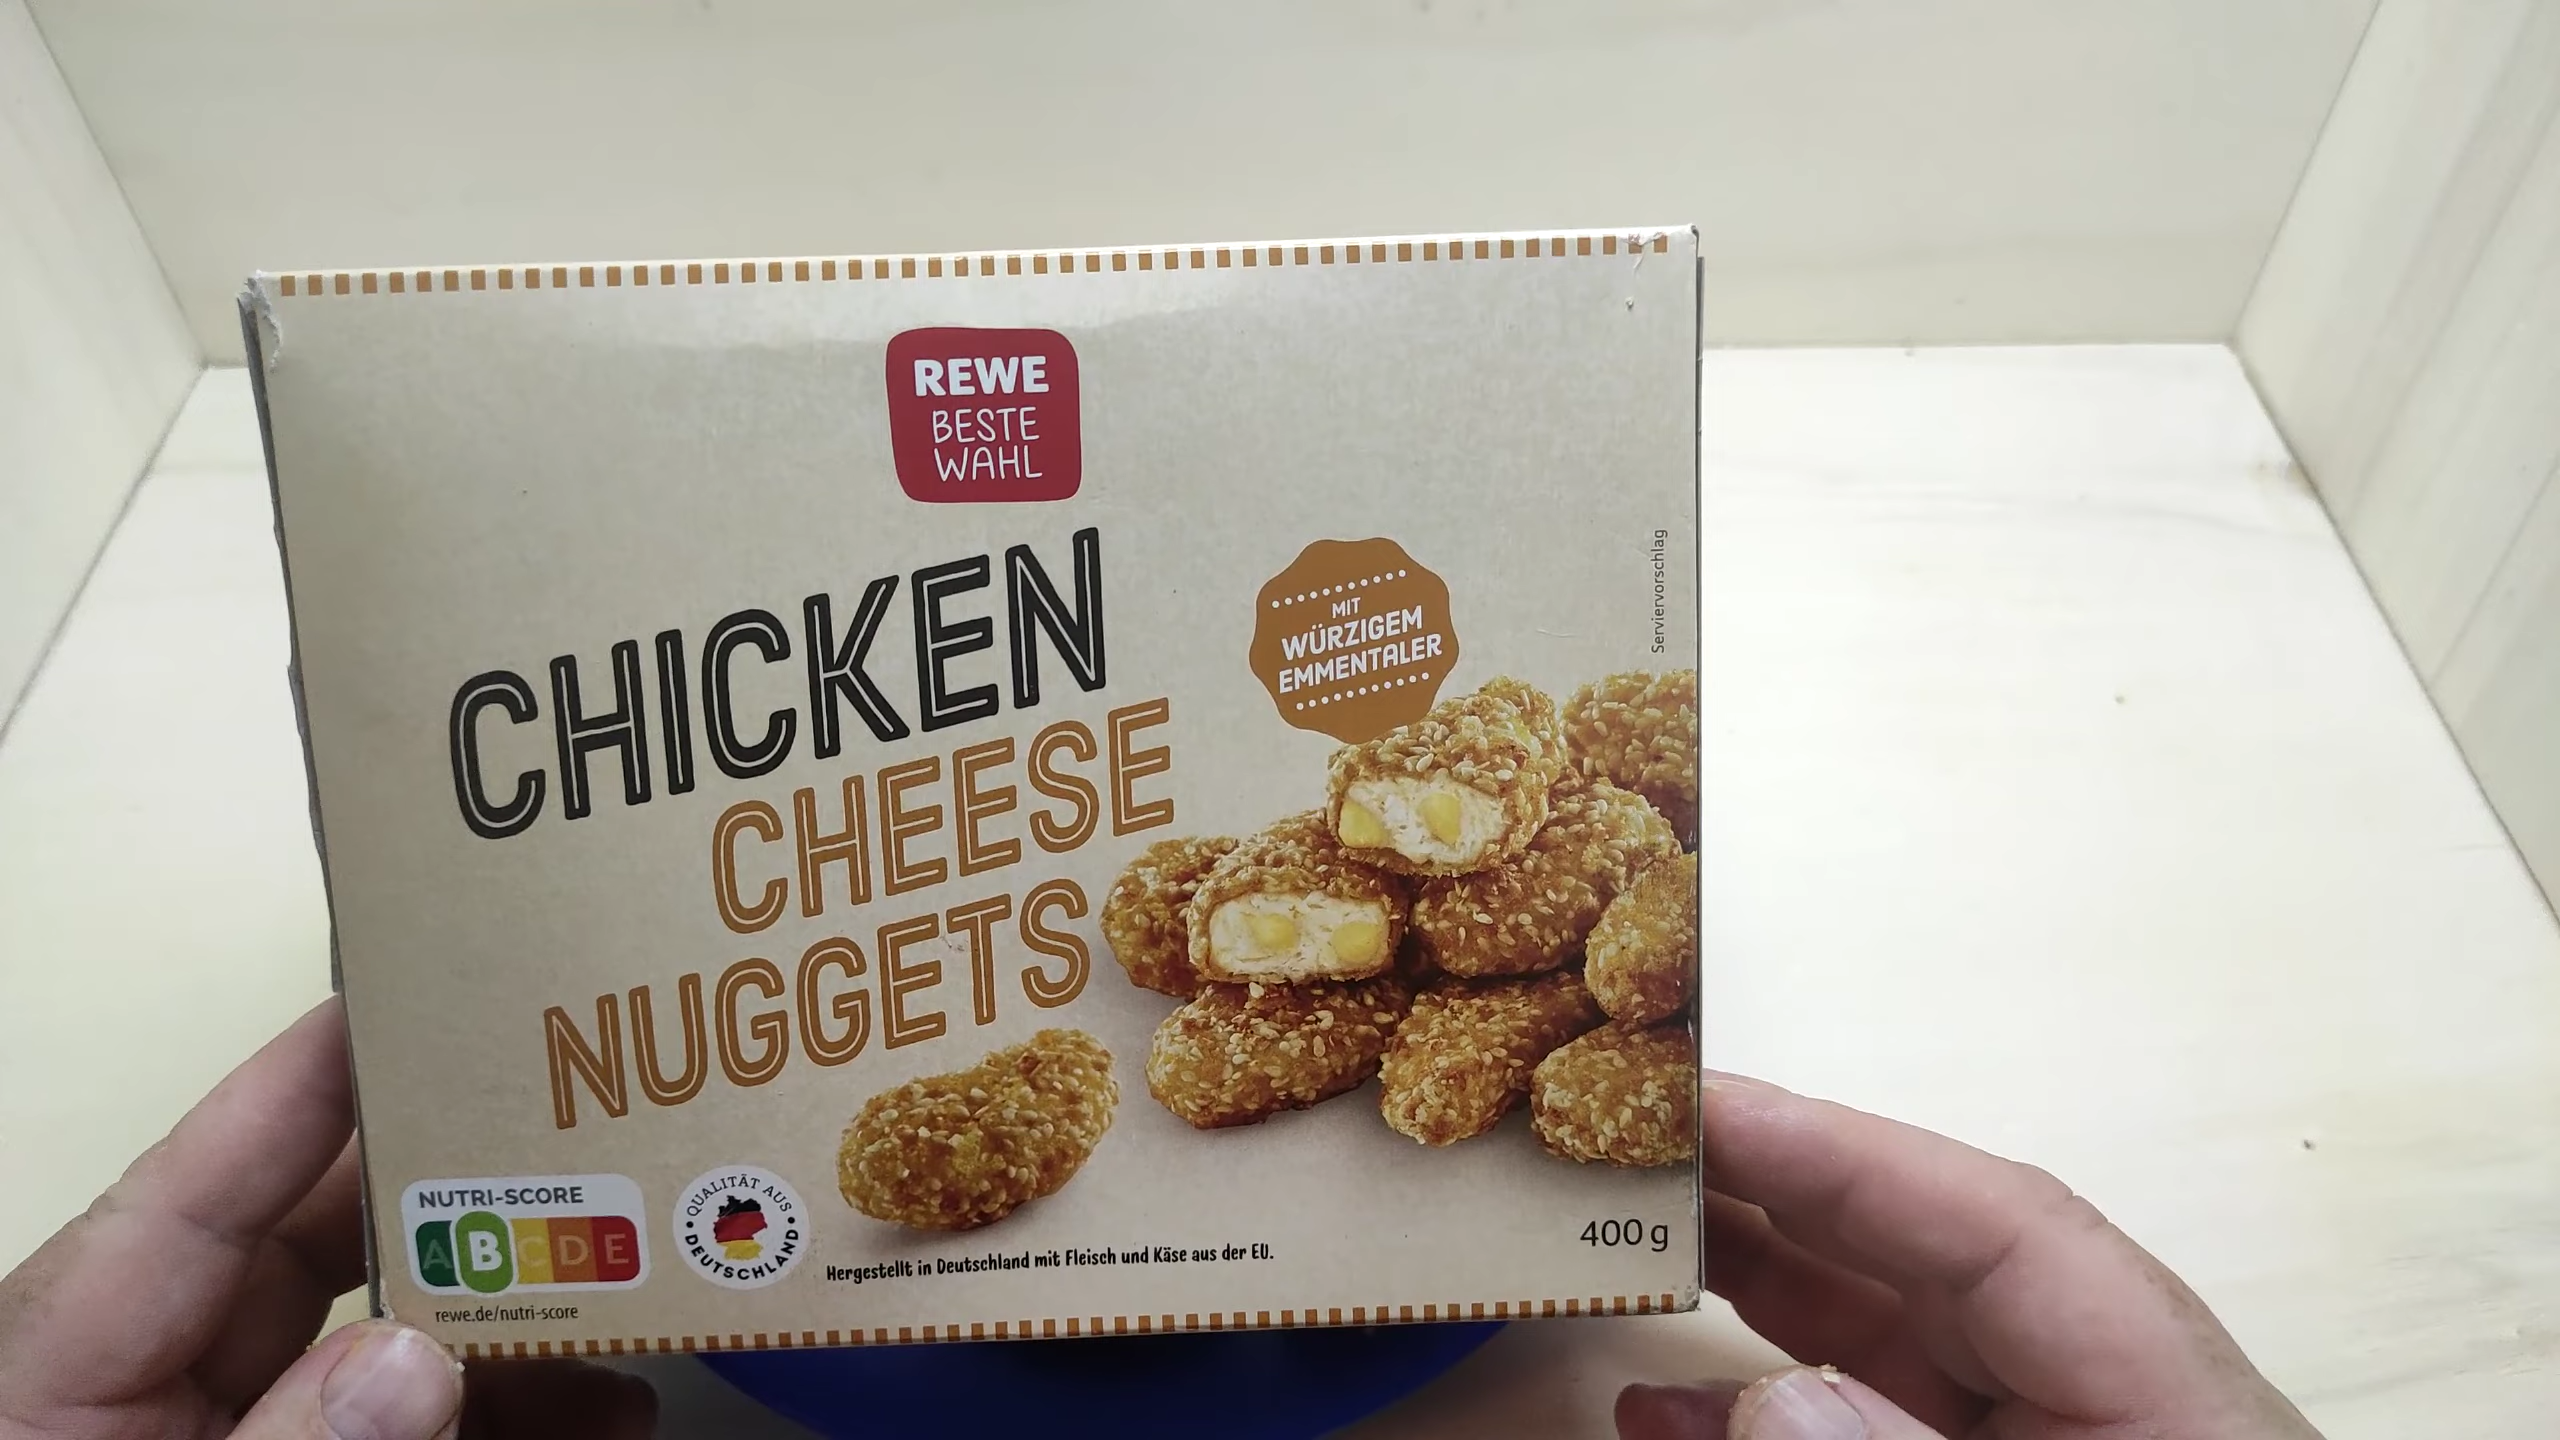 REWE
BESTE
WAHL
CHICKEN
CHEESE
NUGGETS
MIT
WÜRZIGEM
EMMENTALER
Serviervorschlag
NUTRI-SCORE
A B C D E
rewe.de/nutri-score
QUALITÄT AUS
DEUTSCHLAND
Hergestellt in Deutschland mit Fleisch und Käse aus der EU.
400 g